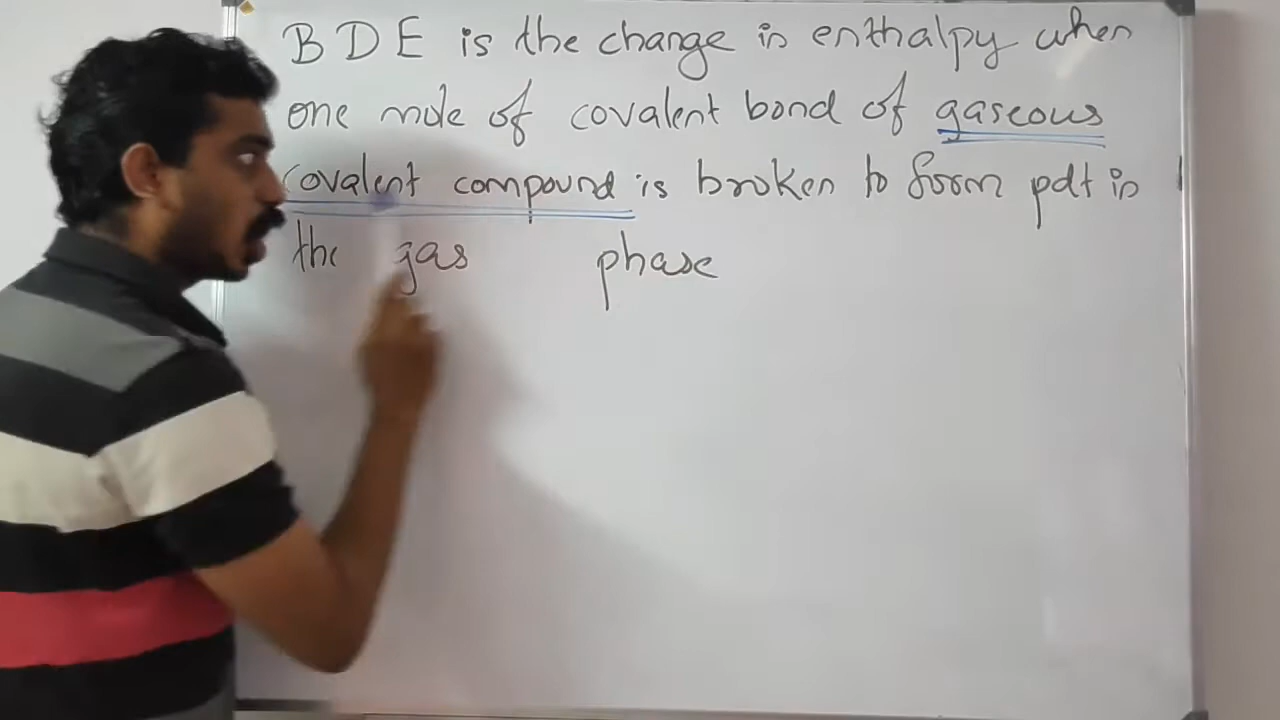 B D E is the change in enthalpy when
one mole of covalent bond of gaseous
covalent compound is broken to form pdt in
the gas phase